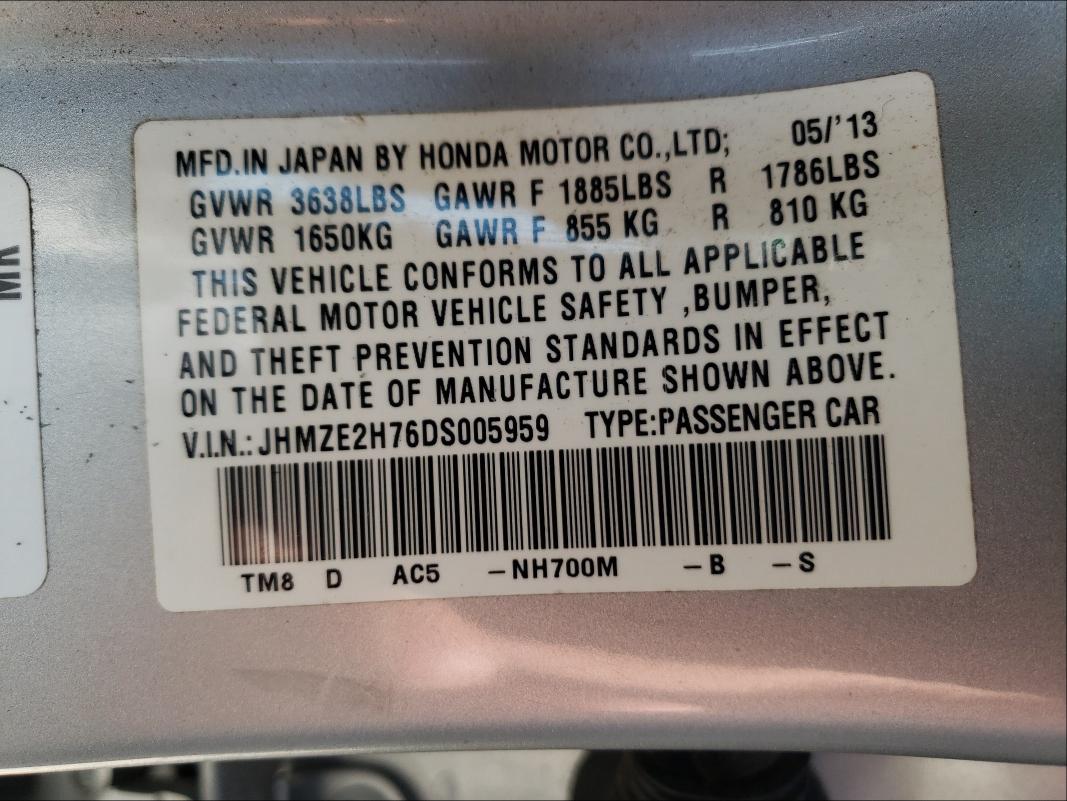 MFD.IN JAPAN BY HONDA MOTOR CO.,LTD; 05/'13
GVWR 3638LBS GAWR F 1885LBS R 1786LBS
GVWR 1650KG GAWR F 855 KG R 810 KG
THIS VEHICLE CONFORMS TO ALL APPLICABLE
FEDERAL MOTOR VEHICLE SAFETY ,BUMPER,
AND THEFT PREVENTION STANDARDS IN EFFECT
ON THE DATE OF MANUFACTURE SHOWN ABOVE.
V.I.N.: JHMZE2H76DS005959 TYPE:PASSENGER CAR
TM8 D AC5 -NH700M -B -S